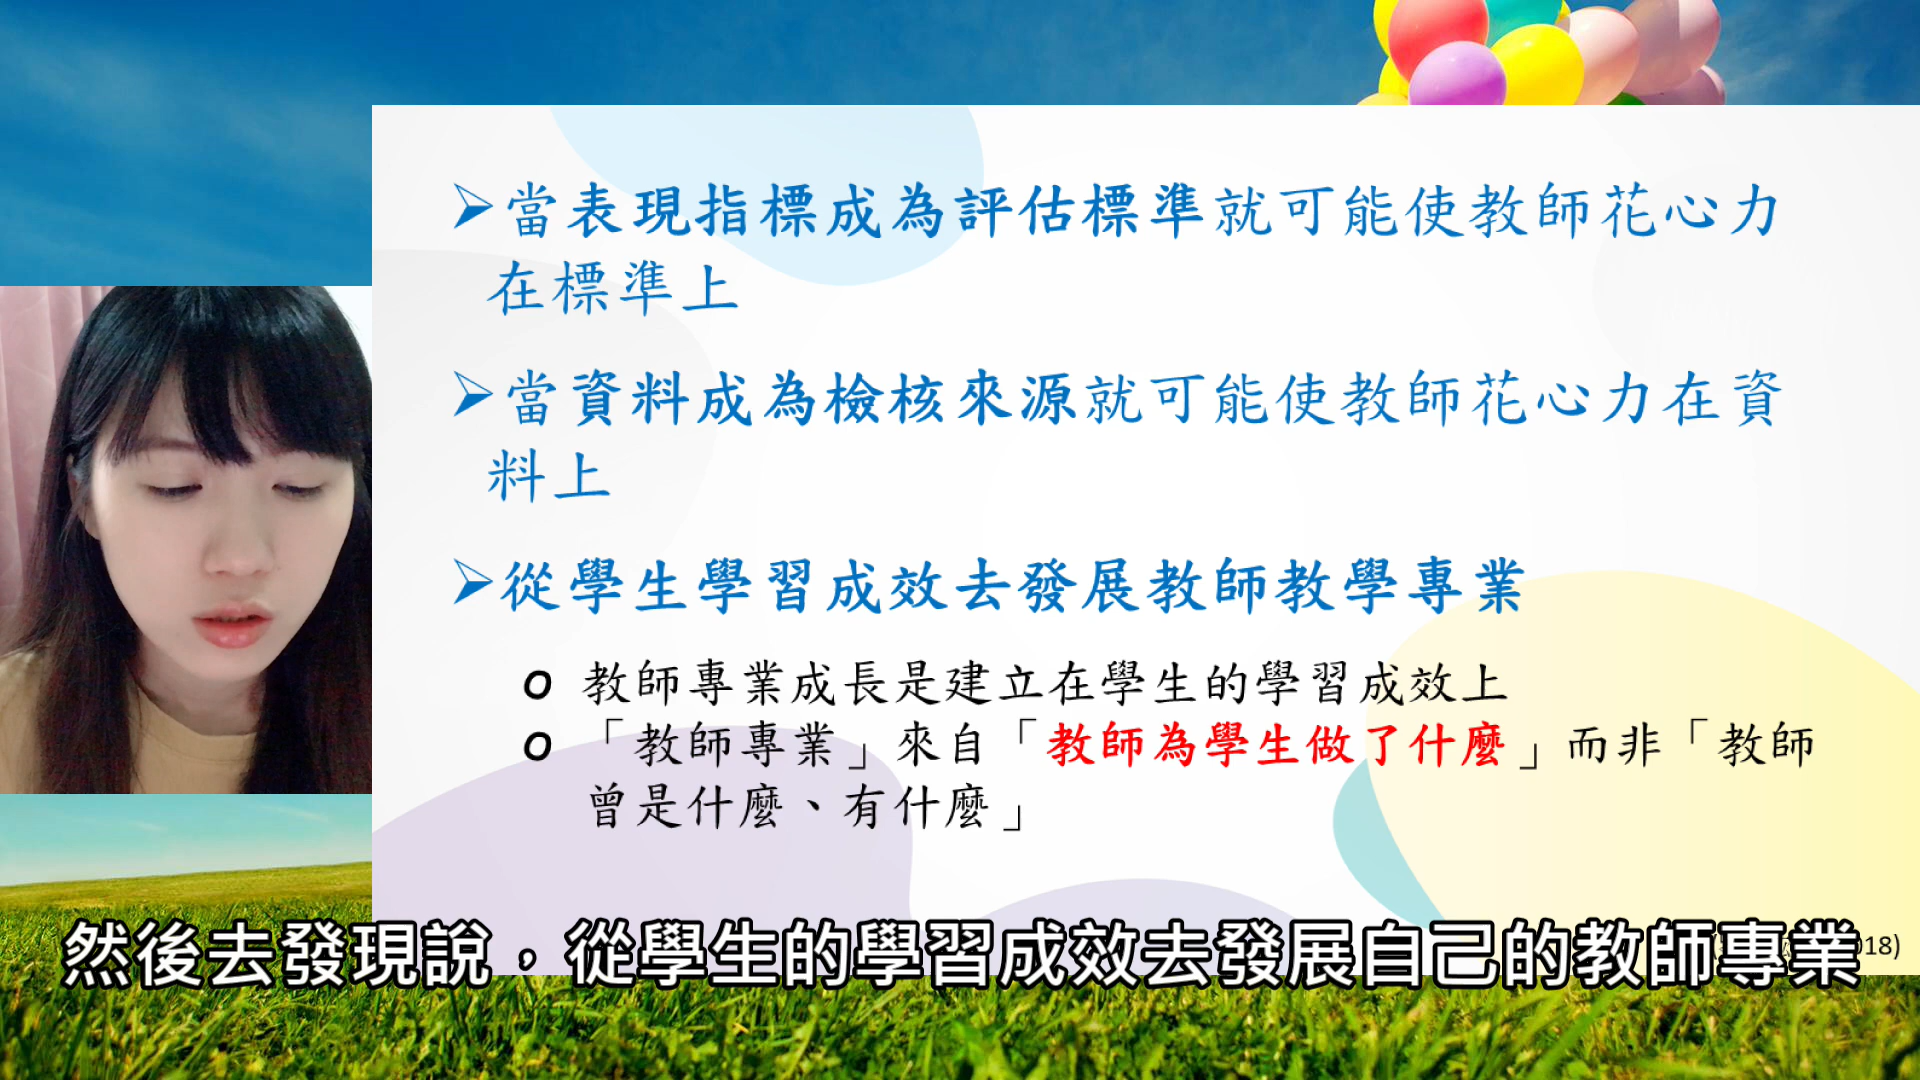 ➢當表現指標成為評估標準就可能使教師花心力
在標準上
➢當資料成為檢核來源就可能使教師花心力在資
料上
➢從學生學習成效去發展教師教學專業
o 教師專業成長是建立在學生的學習成效上
o 「教師專業」來自「教師為學生做了什麼」而非「教師
曾是什麼、有什麼」
018)
然後去發現說，從學生的學習成效去發展自己的教師專業